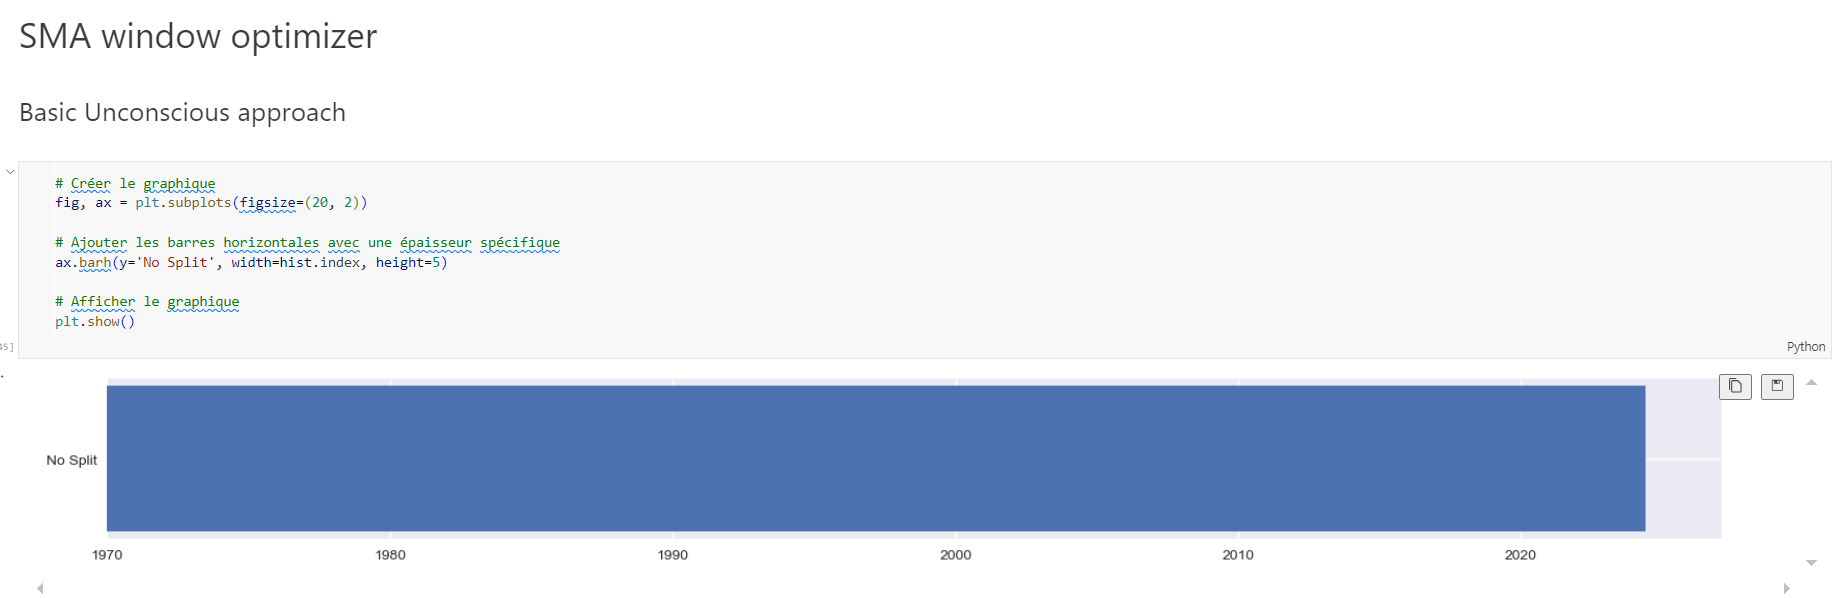 SMA window optimizer
Basic Unconscious approach
# Créer le graphique
fig, ax = plt.subplots(figsize=(20, 2))
# Ajouter les barres horizontales avec une épaisseur spécifique
ax.barh(y='No Split', width=hist.index, height=5)
# Afficher le graphique
plt.show()
Python
No Split
1970 1980 1990 2000 2010 2020